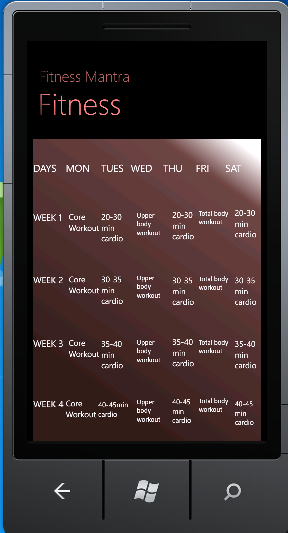 Fitness Mantra
Fitness
DAYS MON TUES WED THU FRI SAT
WEEK 1 Core Workout 20-30 min cardio Upper body workout 20-30 min cardio Total body workout 20-30 min cardio
WEEK 2 Core Workout 30-35 min cardio Upper body workout 30-35 min cardio Total body workout 30-35 min cardio
WEEK 3 Core Workout 35-40 min cardio Upper body workout 35-40 min cardio Total body workout 35-40 min cardio
WEEK 4 Core Workout 40-45min cardio Upper body workout 40-45 min cardio Total body workout 40-45 min cardio